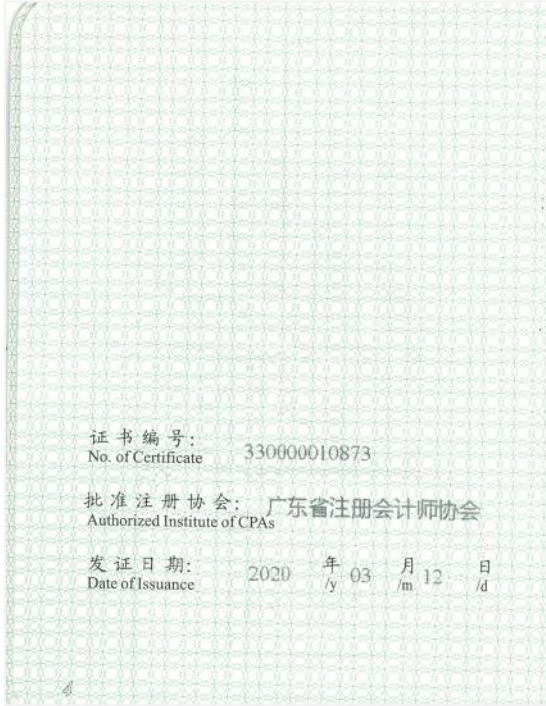 证书编号: 330000010873
No. of Certificate
批准注册协会: 广东省注册会计师协会
Authorized Institute of CPAs
发证日期: 2020 年 03 月 12 日
Date of Issuance /y /m /d
4